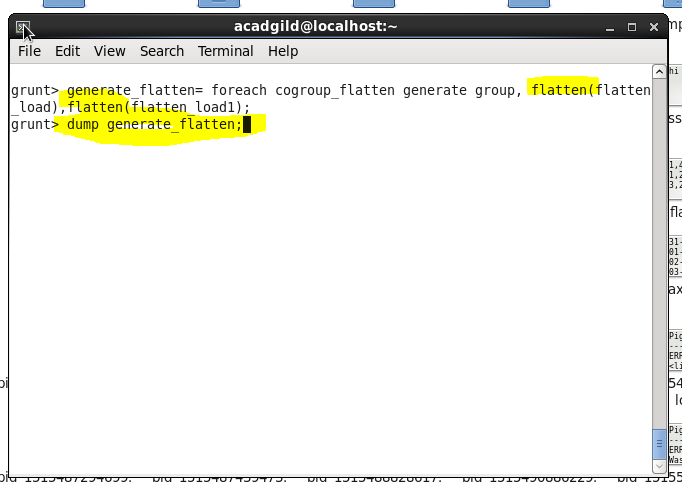 acadgild@localhost:~
File Edit View Search Terminal Help
grunt> generate_flatten= foreach cogroup_flatten generate group, flatten(flatten
_load),flatten(flatten_load1);
grunt> dump generate_flatten;